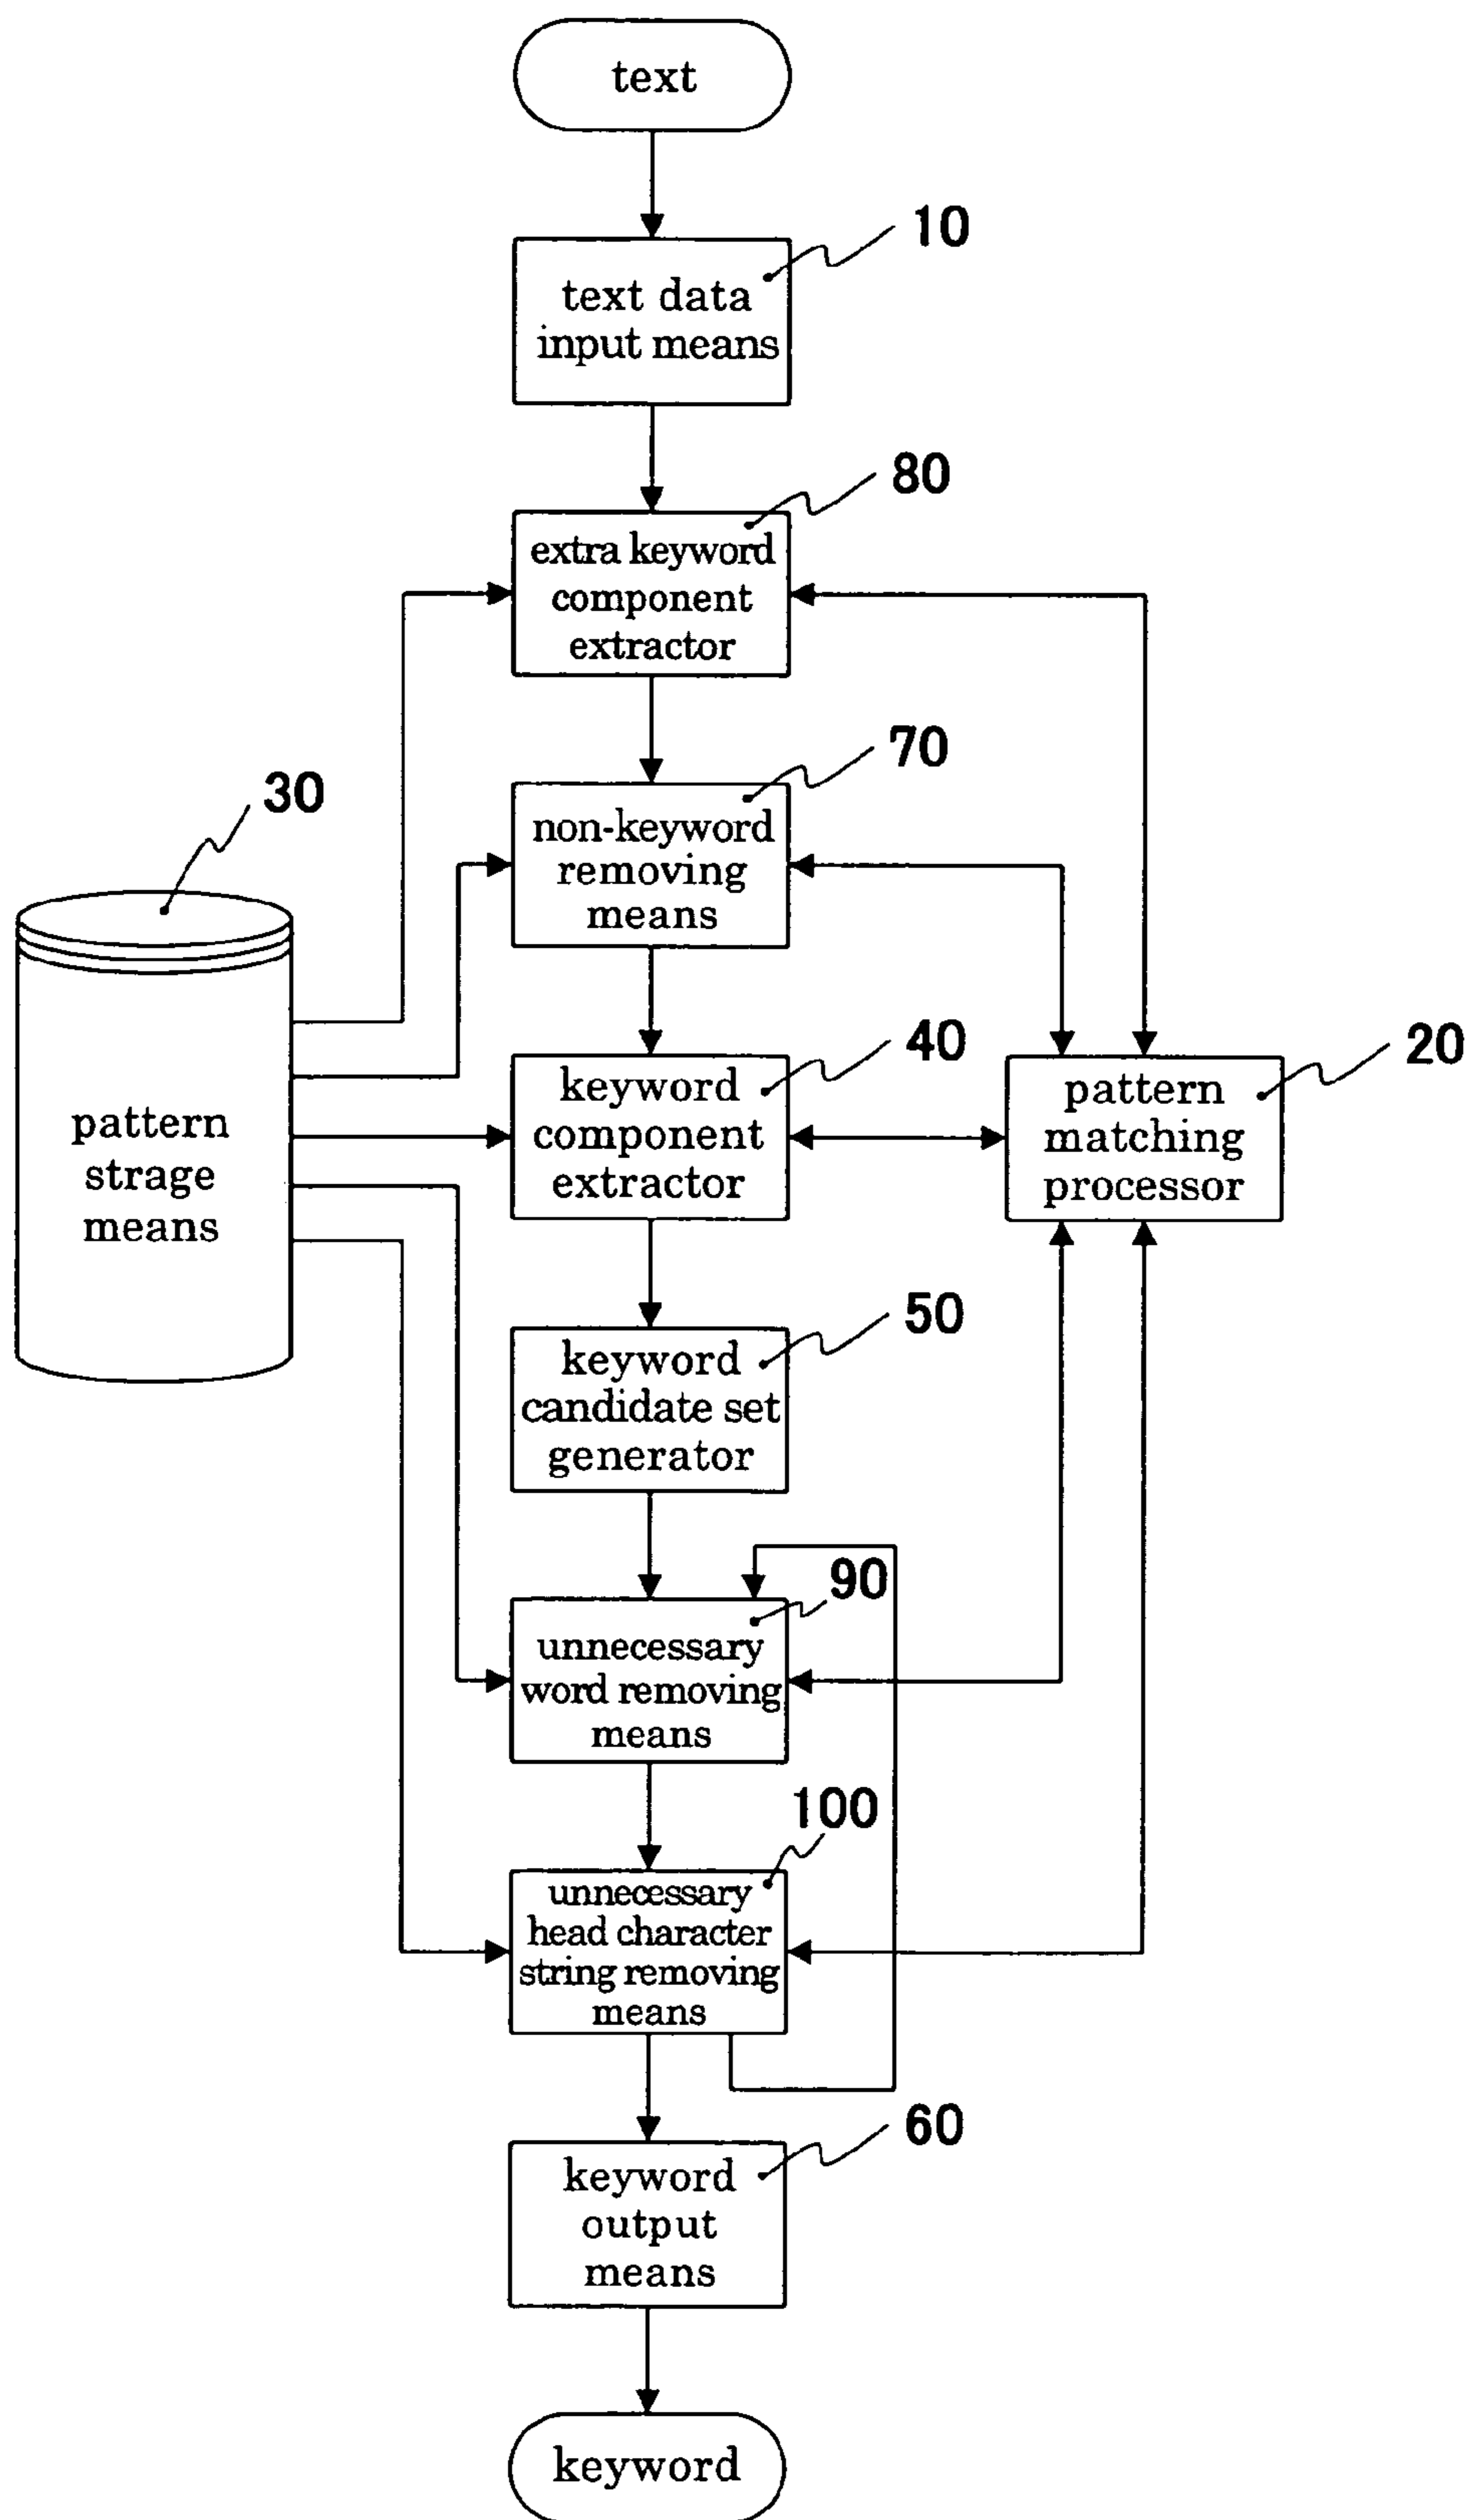 text
10
text data
input means
80
extra keyword
component
extractor
70
non-keyword
removing
means
30
pattern
strage
means
40
keyword
component
extractor
20
pattern
matching
processor
50
keyword
candidate set
generator
90
unnecessary
word removing
means
100
unnecessary
head character
string removing
means
60
keyword
output
means
keyword